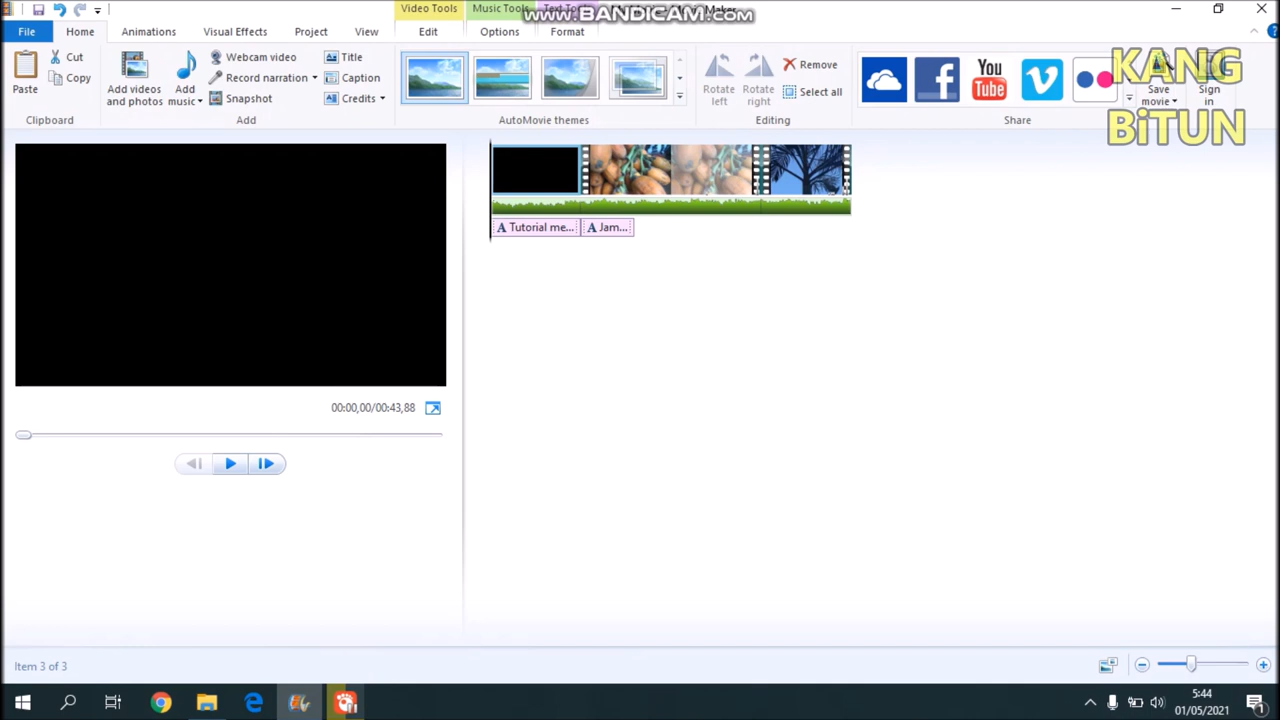 Video Tools
Music Tools
www.BANDICAM.com
File
Home
Animations
Visual Effects
Project
View
Edit
Options
Format
KANG
BiTUN
Paste
Cut
Copy
Clipboard
Add videos
and photos
Add
music
Webcam video
Record narration
Snapshot
Title
Caption
Credits
Add
AutoMovie themes
Rotate
left
Rotate
right
Remove
Select all
Editing
You
Tube
Share
Save
movie
Sign
in
00:00,00/00:43,88
A Tutorial me...
A Jam...
Item 3 of 3
5:44
01/05/2021
1